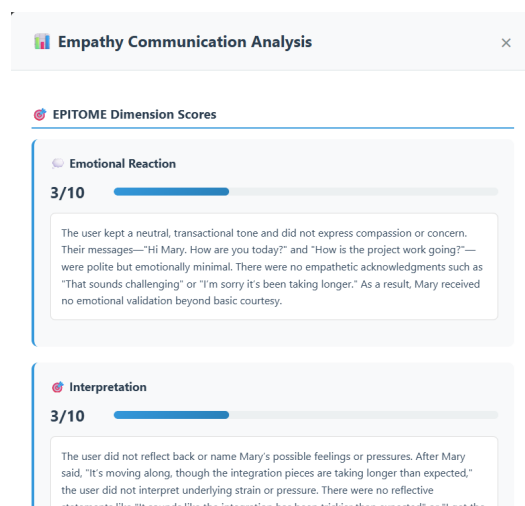 Empathy Communication Analysis
×
EPITOME Dimension Scores
Emotional Reaction
3/10
The user kept a neutral, transactional tone and did not express compassion or concern.
Their messages—"Hi Mary. How are you today?" and "How is the project work going?"—
were polite but emotionally minimal. There were no empathetic acknowledgments such as
"That sounds challenging" or "I'm sorry it's been taking longer." As a result, Mary received
no emotional validation beyond basic courtesy.
Interpretation
3/10
The user did not reflect back or name Mary's possible feelings or pressures. After Mary
said, "It's moving along, though the integration pieces are taking longer than expected,"
the user did not interpret underlying strain or pressure. There were no reflective